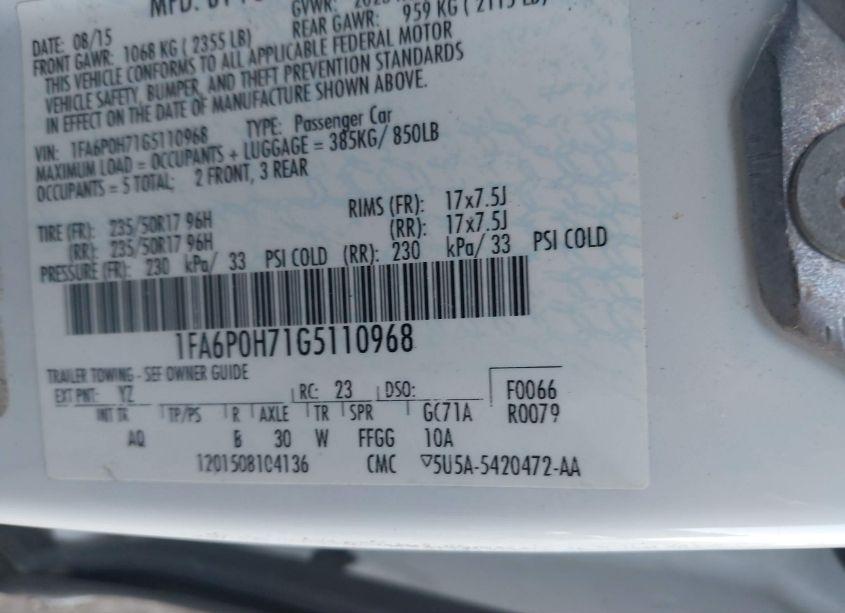 MFD. BY
GVWR:
DATE: 08/15 REAR GAWR: 959 KG ( 2115 LB)
FRONT GAWR: 1068 KG ( 2355 LB)
THIS VEHICLE CONFORMS TO ALL APPLICABLE FEDERAL MOTOR
VEHICLE SAFETY, BUMPER, AND THEFT PREVENTION STANDARDS
IN EFFECT ON THE DATE OF MANUFACTURE SHOWN ABOVE.
VIN: 1FA6P0H71G5110968 TYPE: Passenger Car
MAXIMUM LOAD = OCCUPANTS + LUGGAGE = 385KG/ 850LB
OCCUPANTS = 5 TOTAL; 2 FRONT, 3 REAR
TIRE (FR): 235/50R17 96H RIMS (FR): 17x7.5J
(RR): 235/50R17 96H (RR): 17x7.5J
PRESSURE (FR): 230 kPa/ 33 PSI COLD (RR): 230 kPa/ 33 PSI COLD
1FA6P0H71G5110968
TRAILER TOWING - SEE OWNER GUIDE
EXT PNT: YZ RC: 23 DSO: F0066
INT TR TP/PS R AXLE TR SPR GC71A R0079
AQ B 30 W FFGG 10A
1201508104136 CMC ▽5U5A-5420472-AA